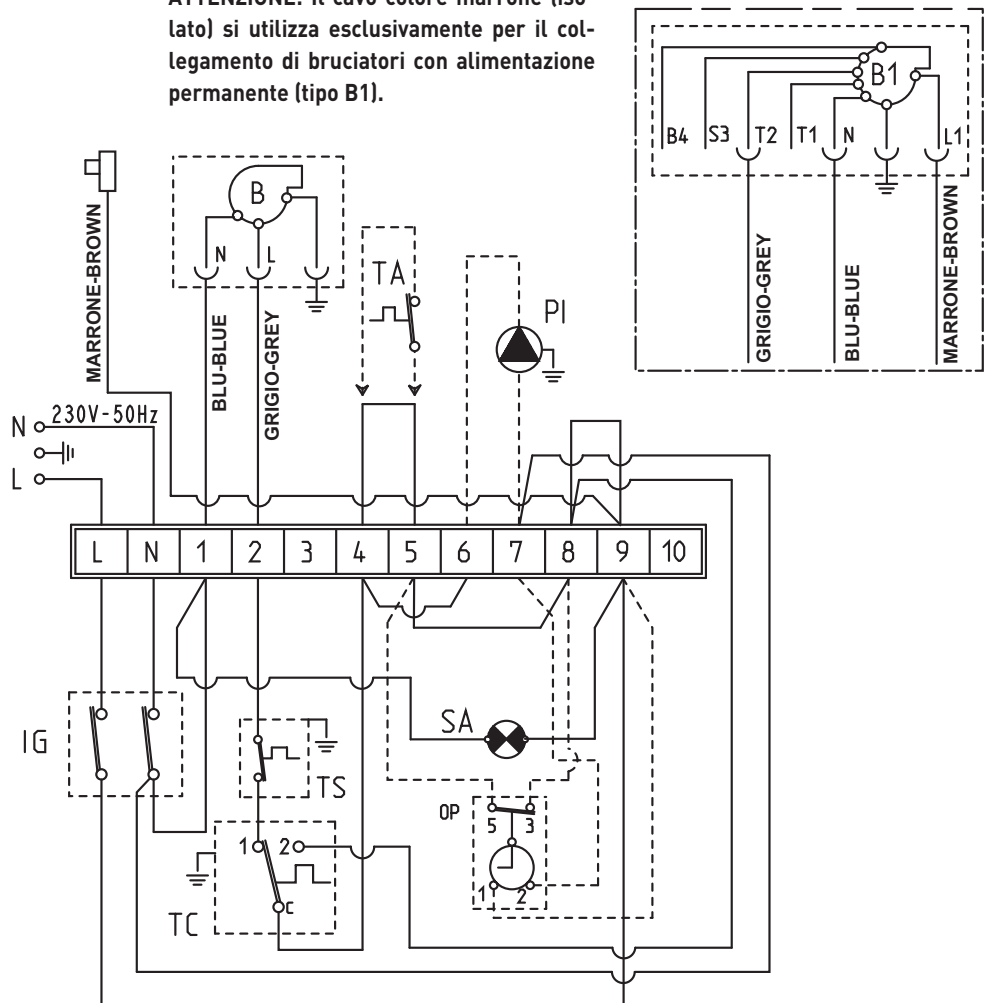 ATTENZIONE: Il cavo colore marrone (iso-
lato) si utilizza esclusivamente per il col-
legamento di bruciatori con alimentazione
permanente (tipo B1).
B1
B4 S3 T2 T1 N L1
GRIGIO-GREY
BLU-BLUE
MARRONE-BROWN
MARRONE-BROWN
B
N L
BLU-BLUE
GRIGIO-GREY
TA
PI
N 230V-50Hz
L
L N 1 2 3 4 5 6 7 8 9 10
IG
TS
SA
OP
5 3
1 2
1 2
C
TC